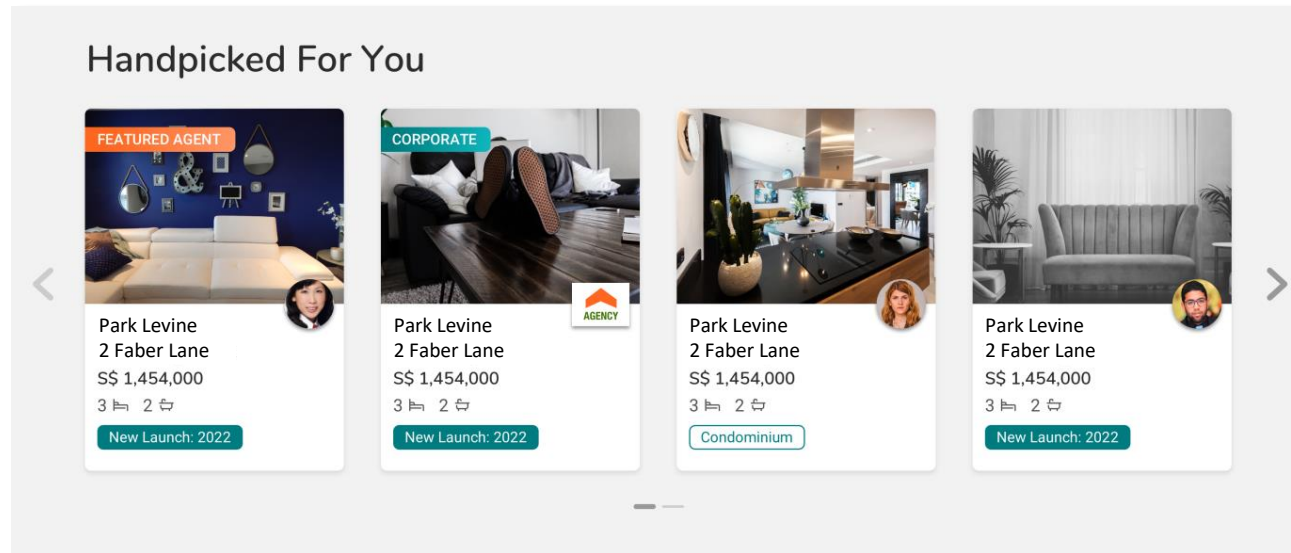 Handpicked For You
FEATURED AGENT
Park Levine
2 Faber Lane
S$ 1,454,000
3 2
New Launch: 2022
CORPORATE
AGENCY
Park Levine
2 Faber Lane
S$ 1,454,000
3 2
New Launch: 2022
Park Levine
2 Faber Lane
S$ 1,454,000
3 2
Condominium
Park Levine
2 Faber Lane
S$ 1,454,000
3 2
New Launch: 2022